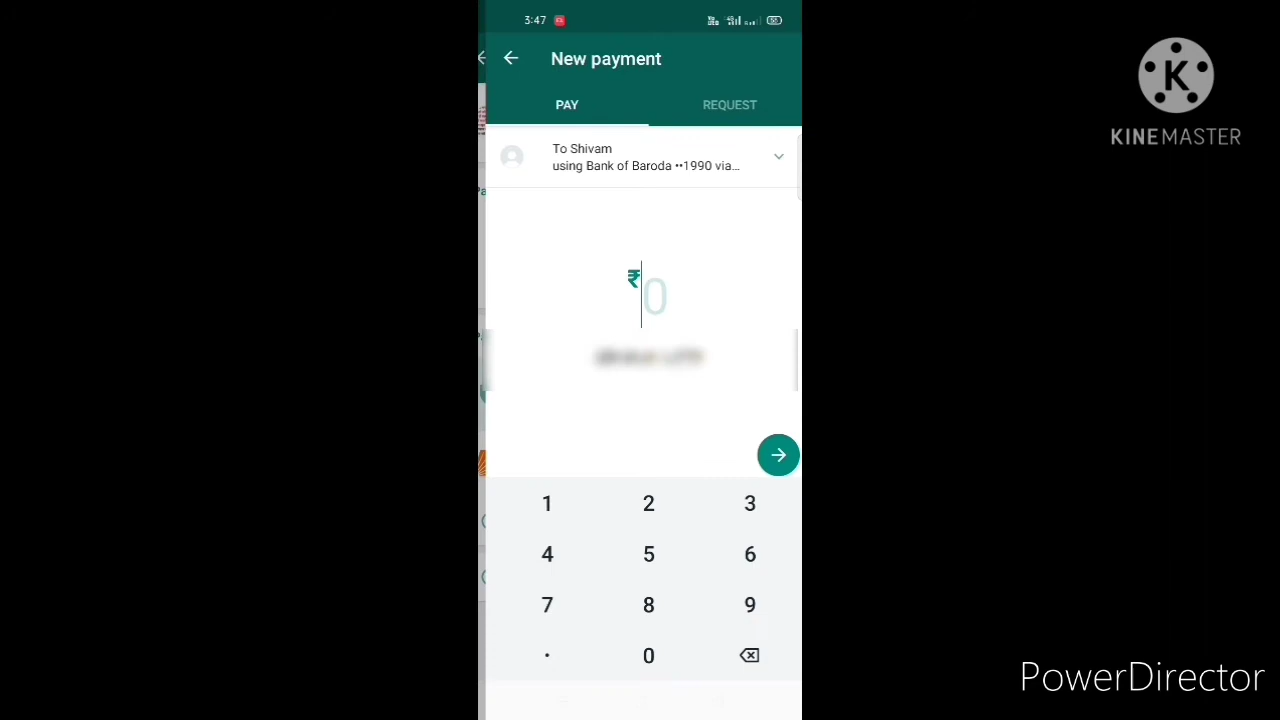 3:47
New payment
PAY
REQUEST
To Shivam
using Bank of Baroda ••1990 via...
₹0
1 2 3
4 5 6
7 8 9
. 0
K
KINEMASTER
PowerDirector